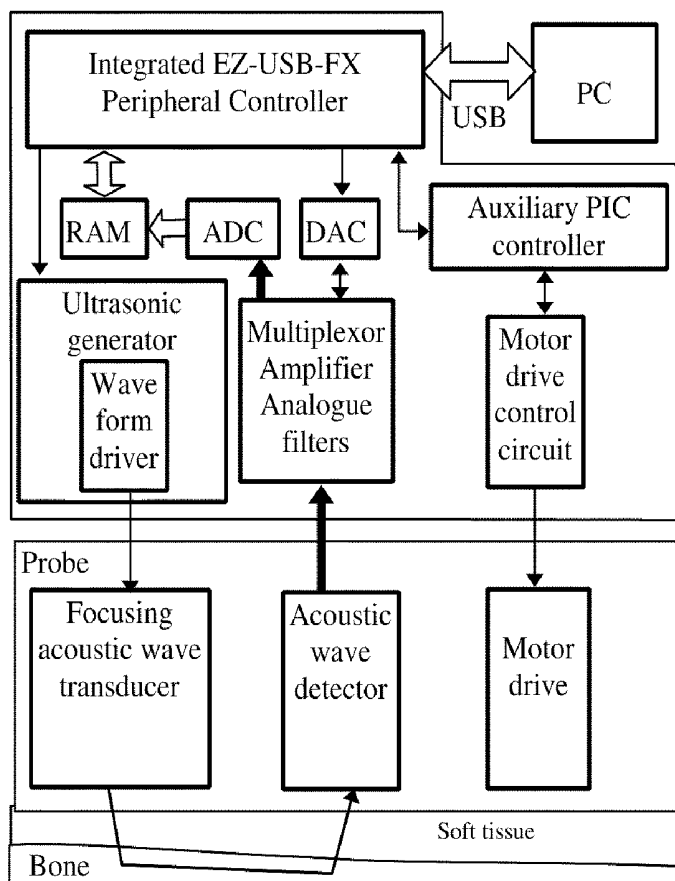 Integrated EZ-USB-FX
Peripheral Controller
USB
PC
RAM
ADC
DAC
Auxiliary PIC
controller
Ultrasonic
generator
Wave
form
driver
Multiplexor
Amplifier
Analogue
filters
Motor
drive
control
circuit
Probe
Focusing
acoustic wave
transducer
Acoustic
wave
detector
Motor
drive
Soft tissue
Bone